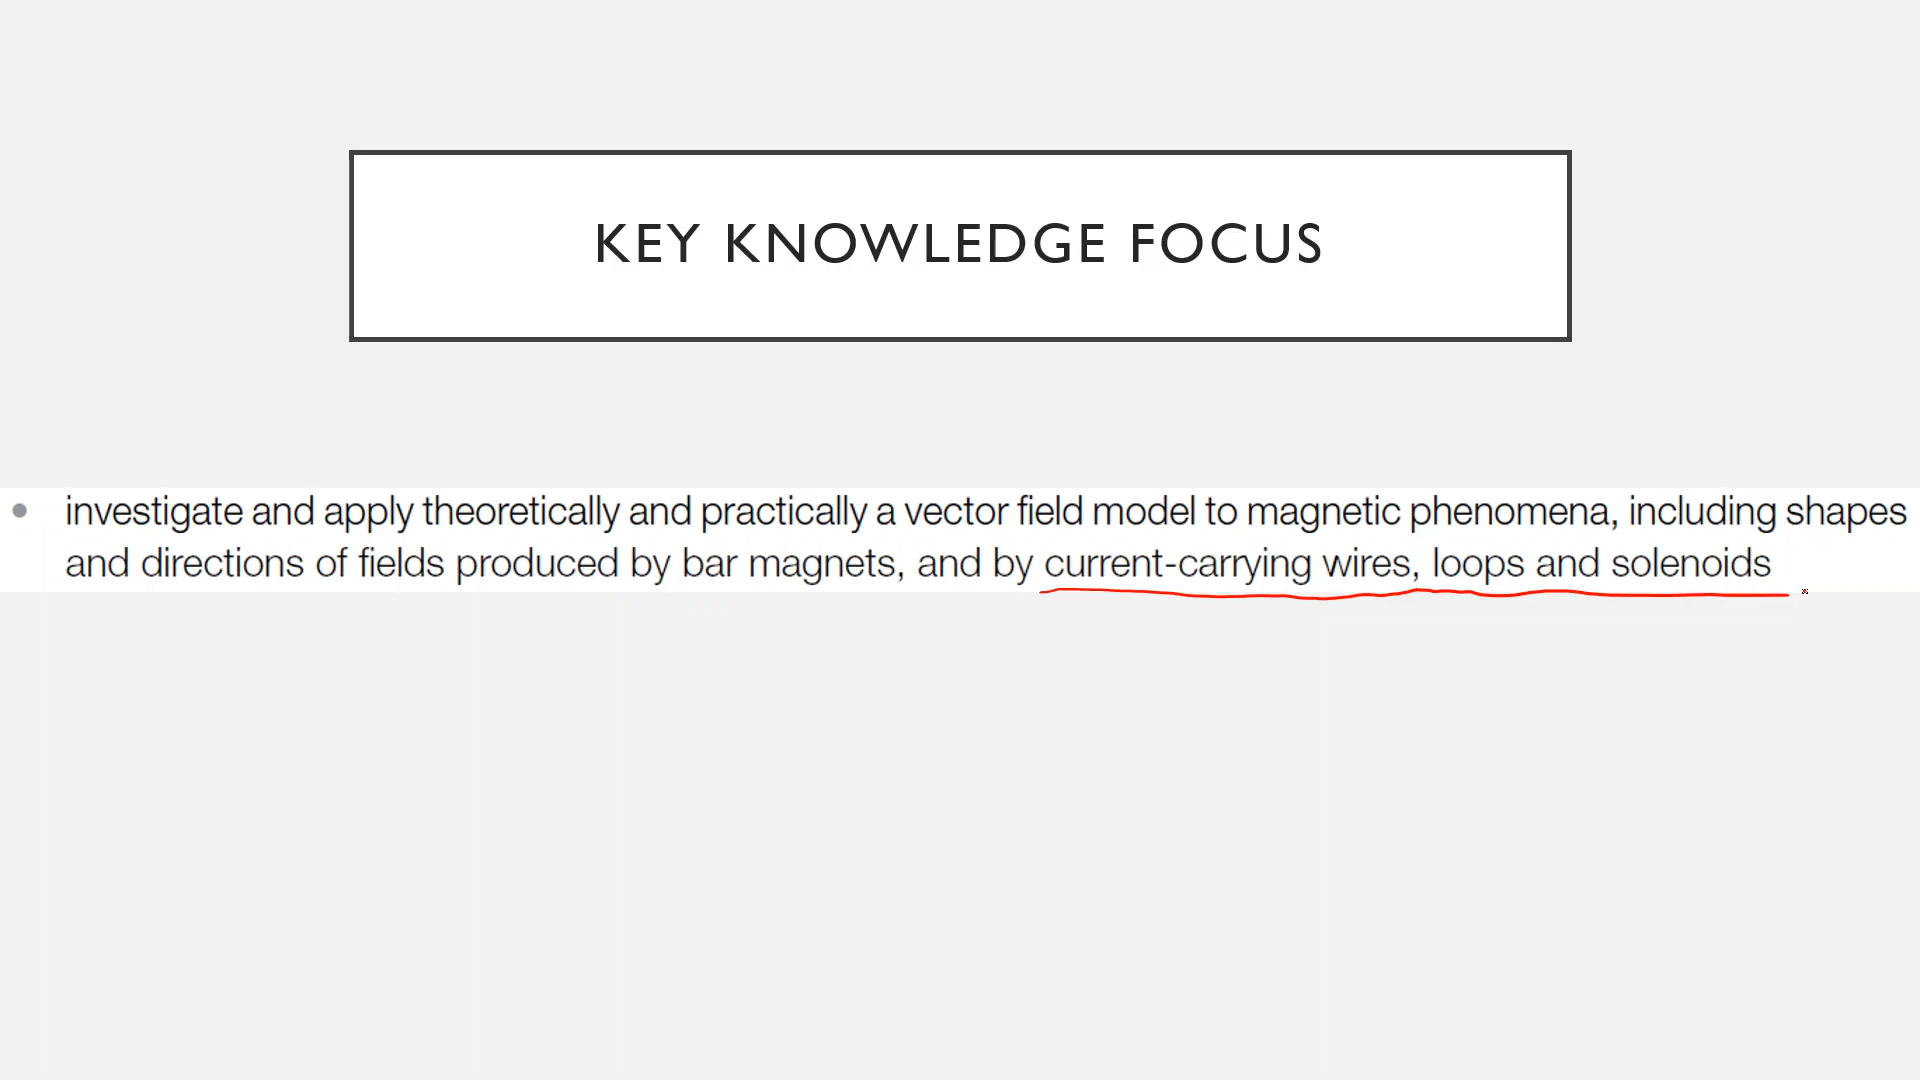 KEY KNOWLEDGE FOCUS
• investigate and apply theoretically and practically a vector field model to magnetic phenomena, including shapes
and directions of fields produced by bar magnets, and by current-carrying wires, loops and solenoids